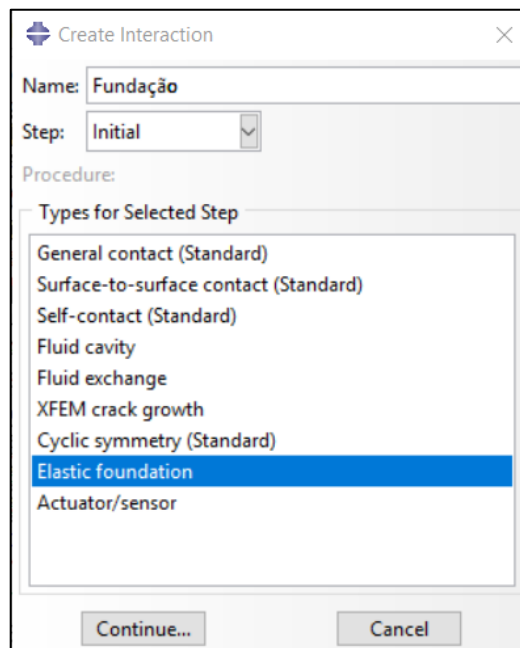 Create Interaction
Name: Fundação
Step: Initial
Procedure:
Types for Selected Step
General contact (Standard)
Surface-to-surface contact (Standard)
Self-contact (Standard)
Fluid cavity
Fluid exchange
XFEM crack growth
Cyclic symmetry (Standard)
Elastic foundation
Actuator/sensor
Continue... Cancel